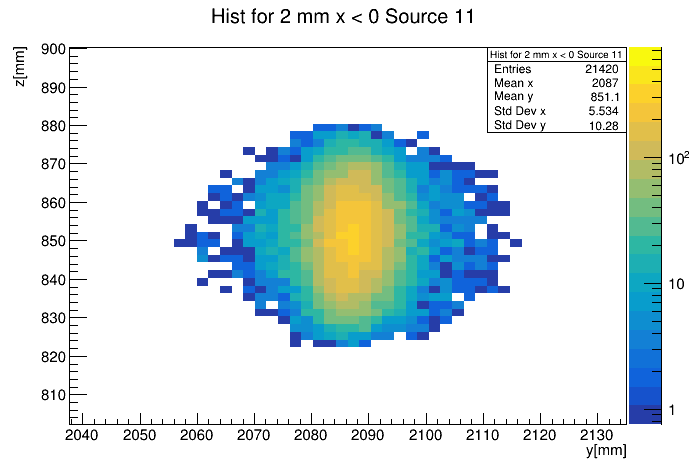 Hist for 2 mm x < 0 Source 11
z[mm]
900
890
880
870
860
850
840
830
820
810
2040 2050 2060 2070 2080 2090 2100 2110 2120 2130
y[mm]
Hist for 2 mm x < 0 Source 11
Entries 21420
Mean x 2087
Mean y 851.1
Std Dev x 5.534
Std Dev y 10.28
10²
10
1